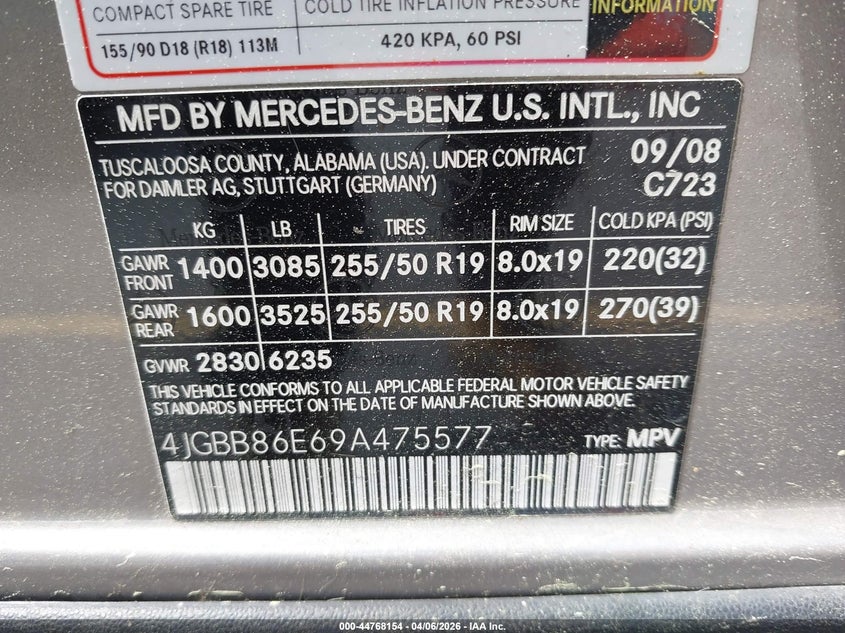 COMPACT SPARE TIRE COLD TIRE INFLATION PRESSURE INFORMATION
155/90 D18 (R18) 113M 420 KPA, 60 PSI
MFD BY MERCEDES-BENZ U.S. INTL., INC
TUSCALOOSA COUNTY, ALABAMA (USA). UNDER CONTRACT 09/08
FOR DAIMLER AG, STUTTGART (GERMANY) C723
KG LB TIRES RIM SIZE COLD KPA (PSI)
GAWR FRONT 1400 3085 255/50 R19 8.0x19 220(32)
GAWR REAR 1600 3525 255/50 R19 8.0x19 270(39)
GVWR 2830 6235
THIS VEHICLE CONFORMS TO ALL APPLICABLE FEDERAL MOTOR VEHICLE SAFETY
STANDARDS IN EFFECT ON THE DATE OF MANUFACTURE SHOWN ABOVE.
4JGBB86E69A475577 TYPE: MPV
000-44768154 - 04/06/2026 - IAA Inc.